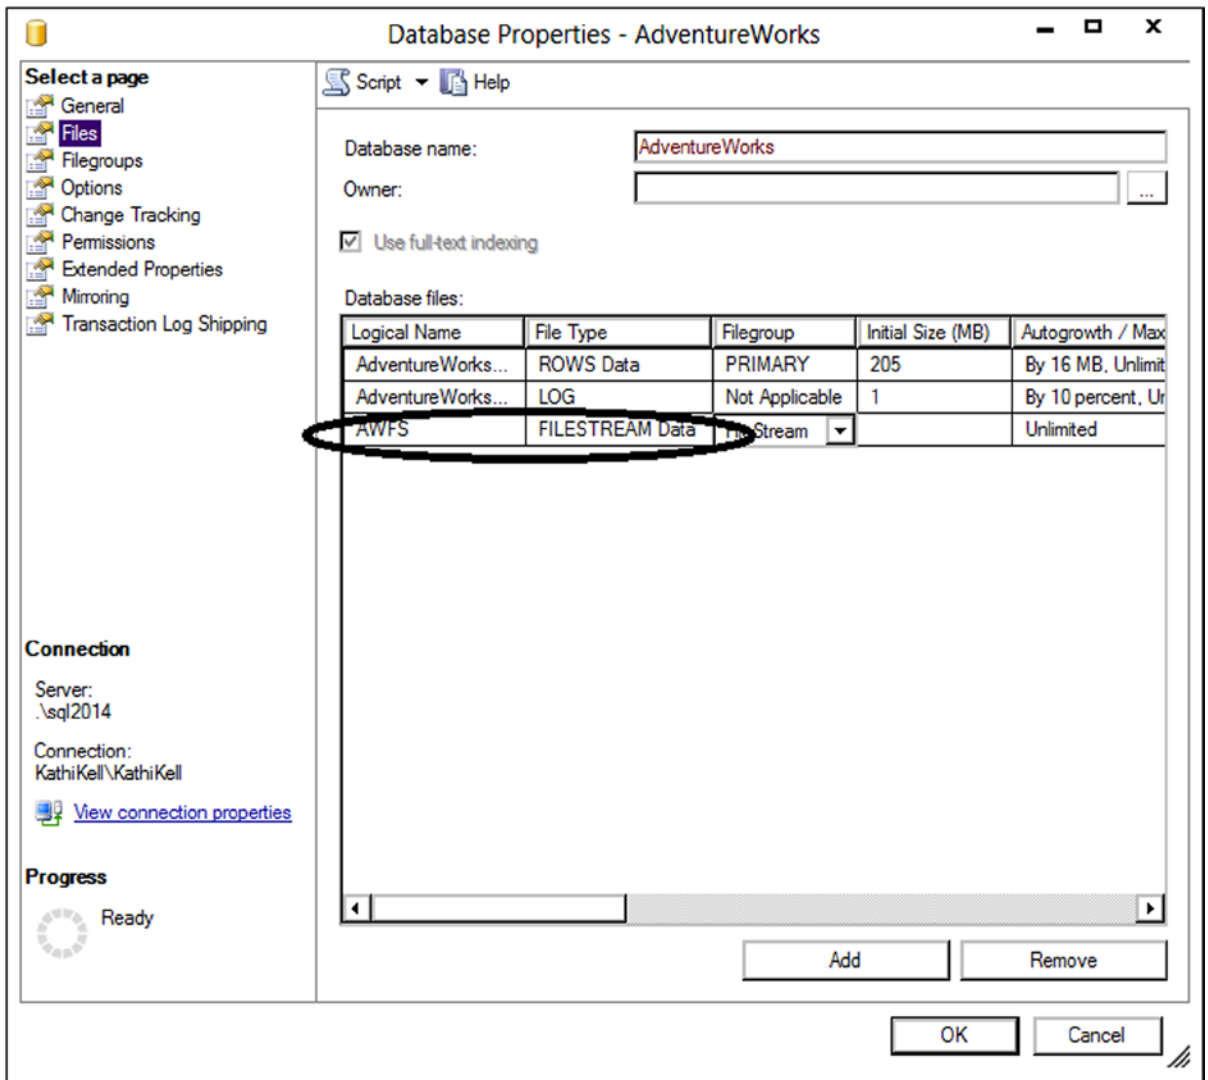 Database Properties - AdventureWorks
Select a page
General
Files
Filegroups
Options
Change Tracking
Permissions
Extended Properties
Mirroring
Transaction Log Shipping
Script Help
Database name: AdventureWorks
Owner: ...
Use full-text indexing
Database files:
Logical Name File Type Filegroup Initial Size (MB) Autogrowth / Max
AdventureWorks... ROWS Data PRIMARY 205 By 16 MB, Unlimit
AdventureWorks... LOG Not Applicable 1 By 10 percent, Ur
AWFS FILESTREAM Data Stream Unlimited
Connection
Server:
.\sql2014
Connection:
KathiKell\KathiKell
View connection properties
Progress
Ready
Add Remove
OK Cancel